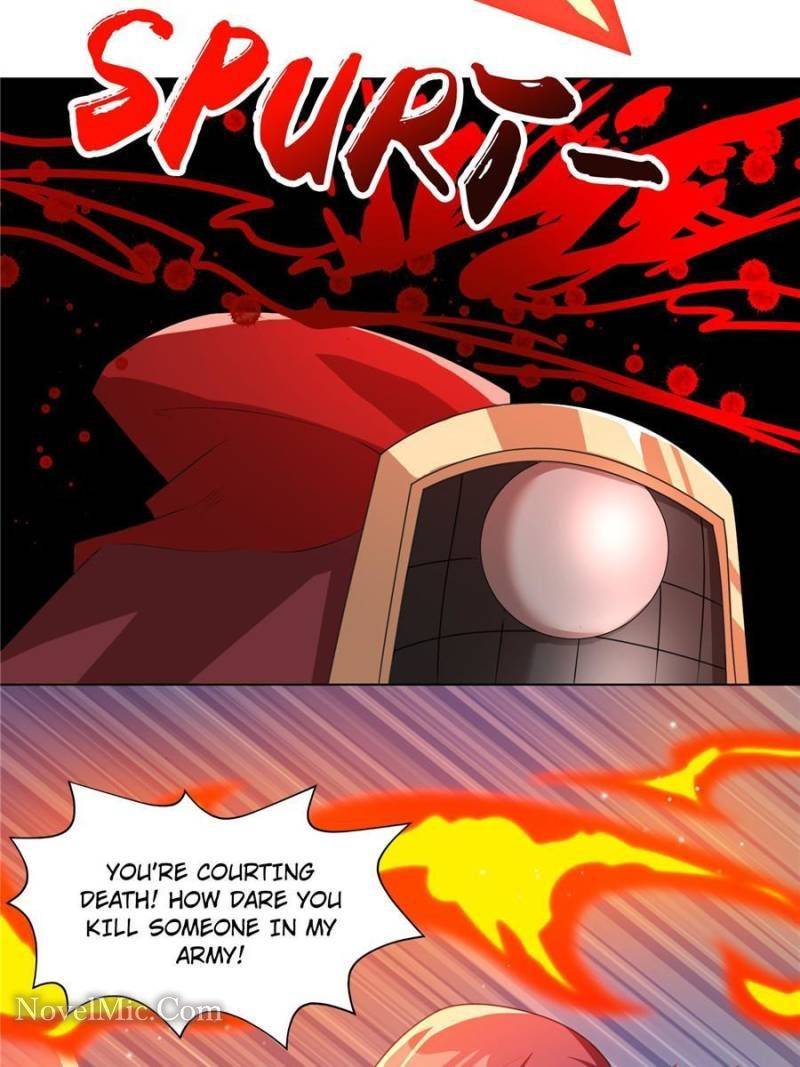 SPURT-
YOU'RE COURTING
DEATH! HOW DARE YOU
KILL SOMEONE IN MY
ARMY!
NovelMic.Com